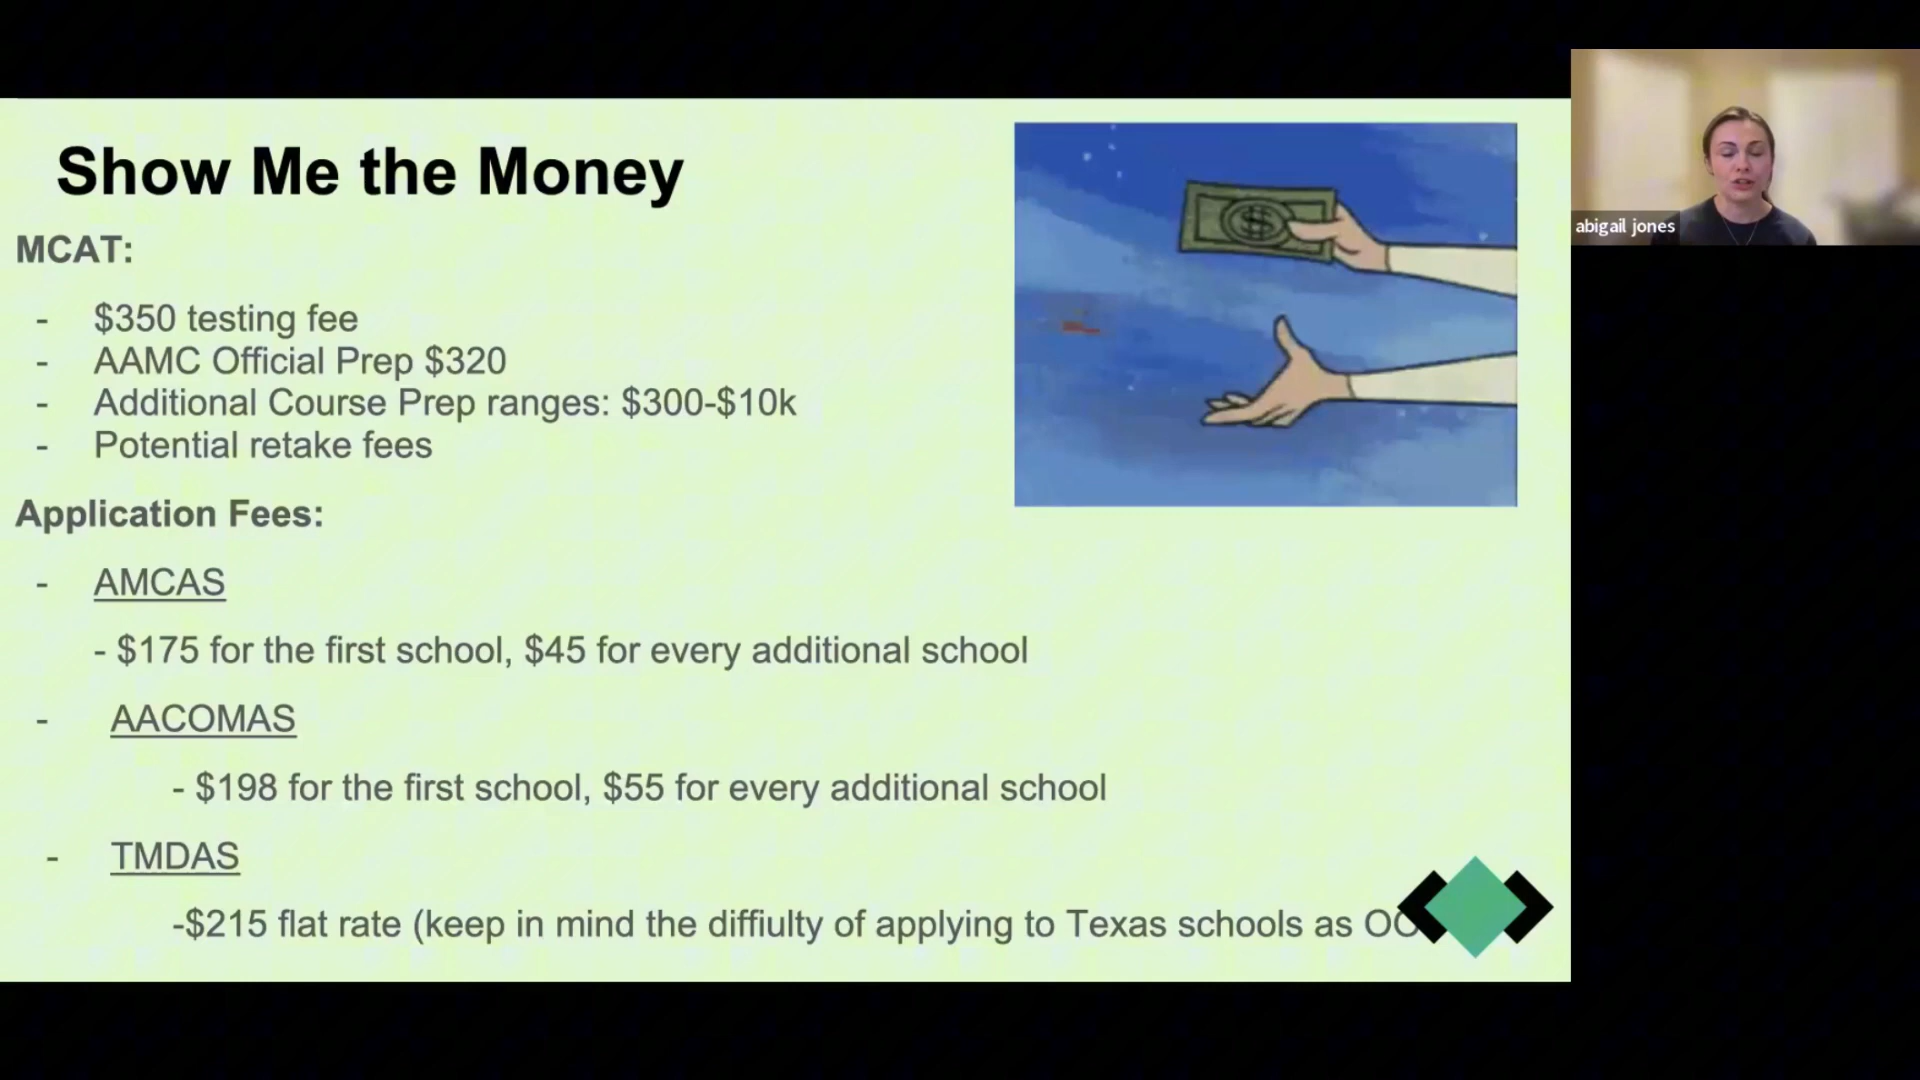 Show Me the Money
MCAT:
- $350 testing fee
- AAMC Official Prep $320
- Additional Course Prep ranges: $300-$10k
- Potential retake fees
Application Fees:
- AMCAS
- $175 for the first school, $45 for every additional school
- AACOMAS
- $198 for the first school, $55 for every additional school
- TMDAS
-$215 flat rate (keep in mind the diffiulty of applying to Texas schools as
$
abigail jones